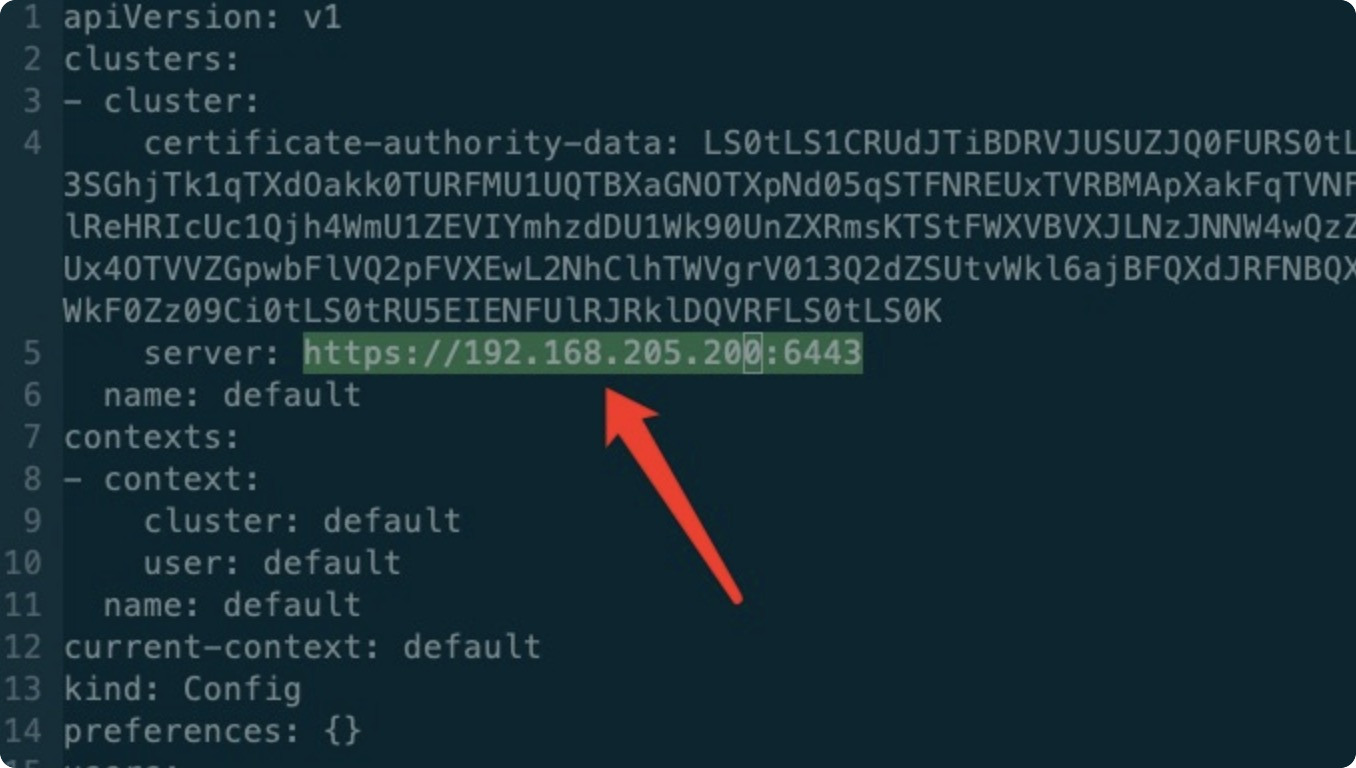 1 apiVersion: v1
2 clusters:
3 - cluster:
4 certificate-authority-data: LS0tLS1CRUdJTiBDRVJUSUZJQ0FURS0tL
3SGhjTk1qTXdOakk0TURFMU1UQTBXaGNOTXpNd05qSTFNREUxTVRBMApXakFqTVNF
lReHRIcUc1Qjh4WmU1ZEVIYmhzdDU1Wk90UnZXRmsKTStFWXVBVXJLNzJNNW4wQzZ
Ux4OTVVZGpwbFlVQ2pFVXEwL2NhClhTWVgrV013Q2dZSUtvWkl6ajBFQXdJRFNBQX
WkF0Zz09Ci0tLS0tRU5EIENFUlRJRklDQVRFLS0tLS0K
5 server: https://192.168.205.200:6443
6 name: default
7 contexts:
8 - context:
9 cluster: default
10 user: default
11 name: default
12 current-context: default
13 kind: Config
14 preferences: {}